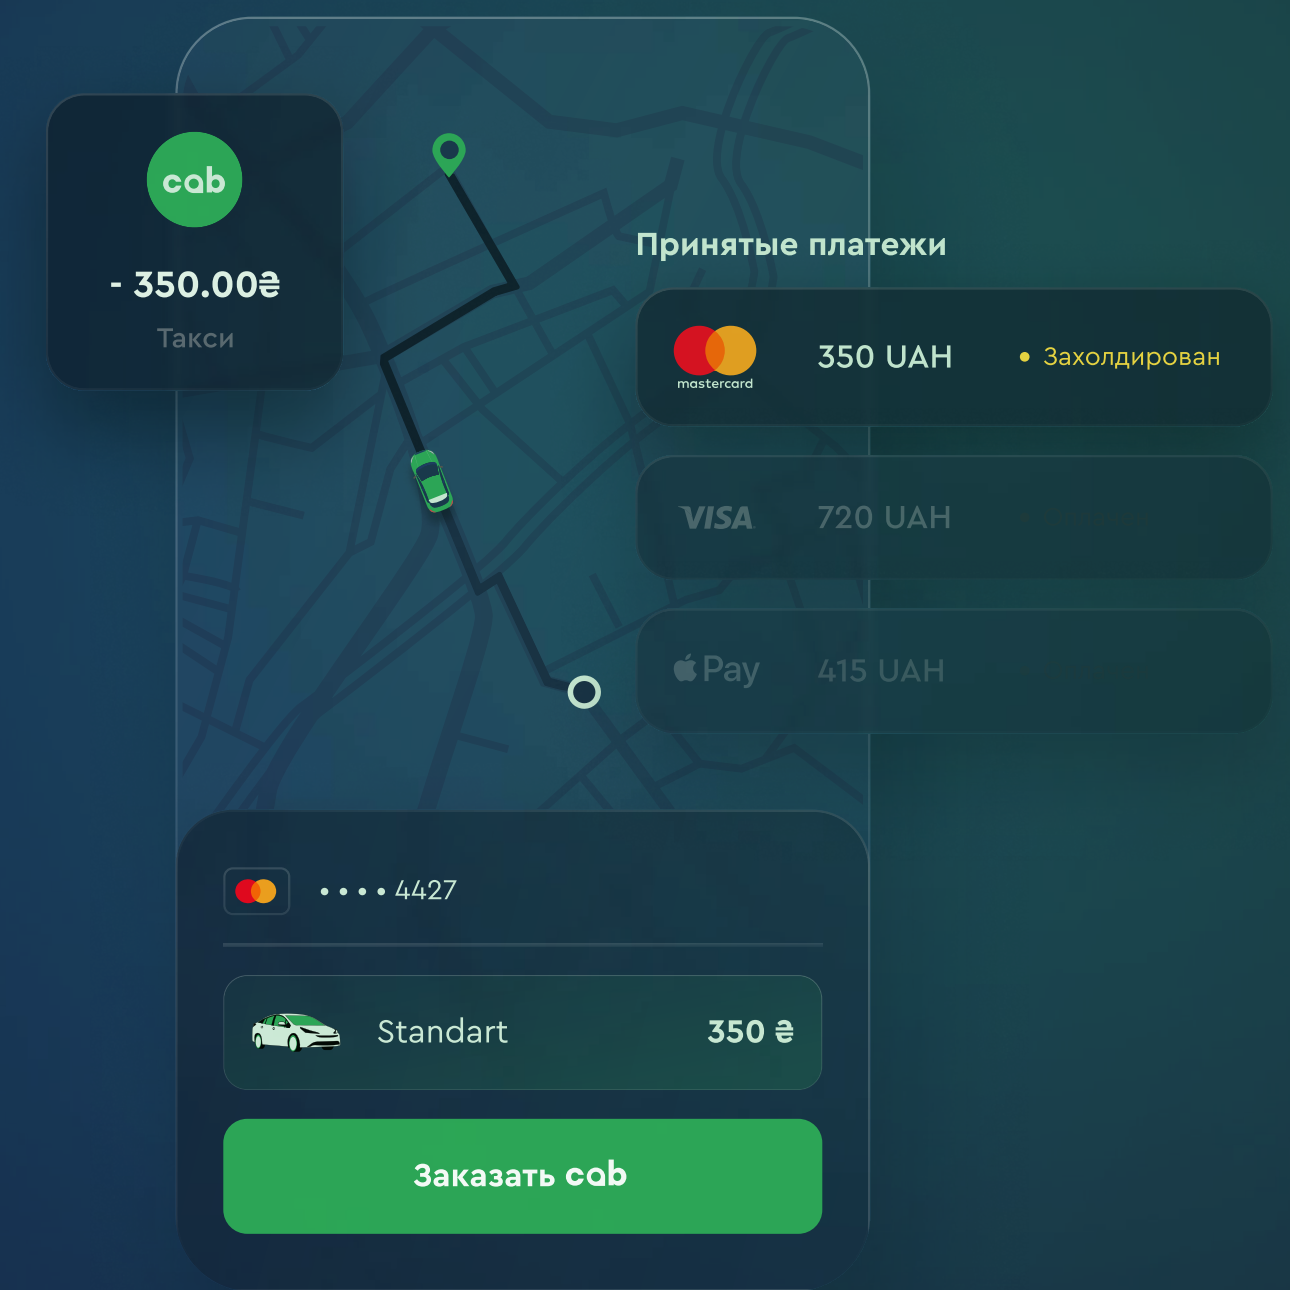 cab
- 350.00₴
Такси
Принятые платежи
mastercard
350 UAH
Захолдирован
VISA
720 UAH
Pay
415 UAH
•••• 4427
Standart
350 ₴
Заказать cab